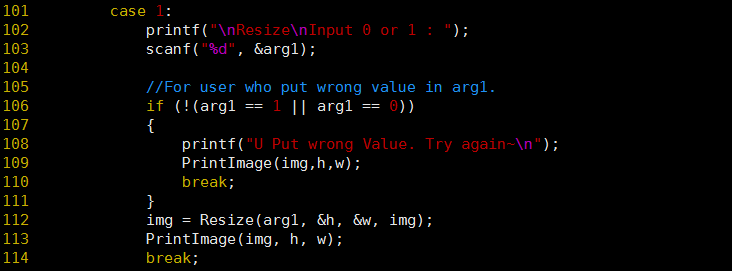 101         case 1:
102             printf("\nResize\nInput 0 or 1 : ");
103             scanf("%d", &arg1);
104
105             //For user who put wrong value in arg1.
106             if (!(arg1 == 1 || arg1 == 0))
107             {
108                 printf("U Put wrong Value. Try again~\n");
109                 PrintImage(img,h,w);
110                 break;
111             }
112             img = Resize(arg1, &h, &w, img);
113             PrintImage(img, h, w);
114             break;